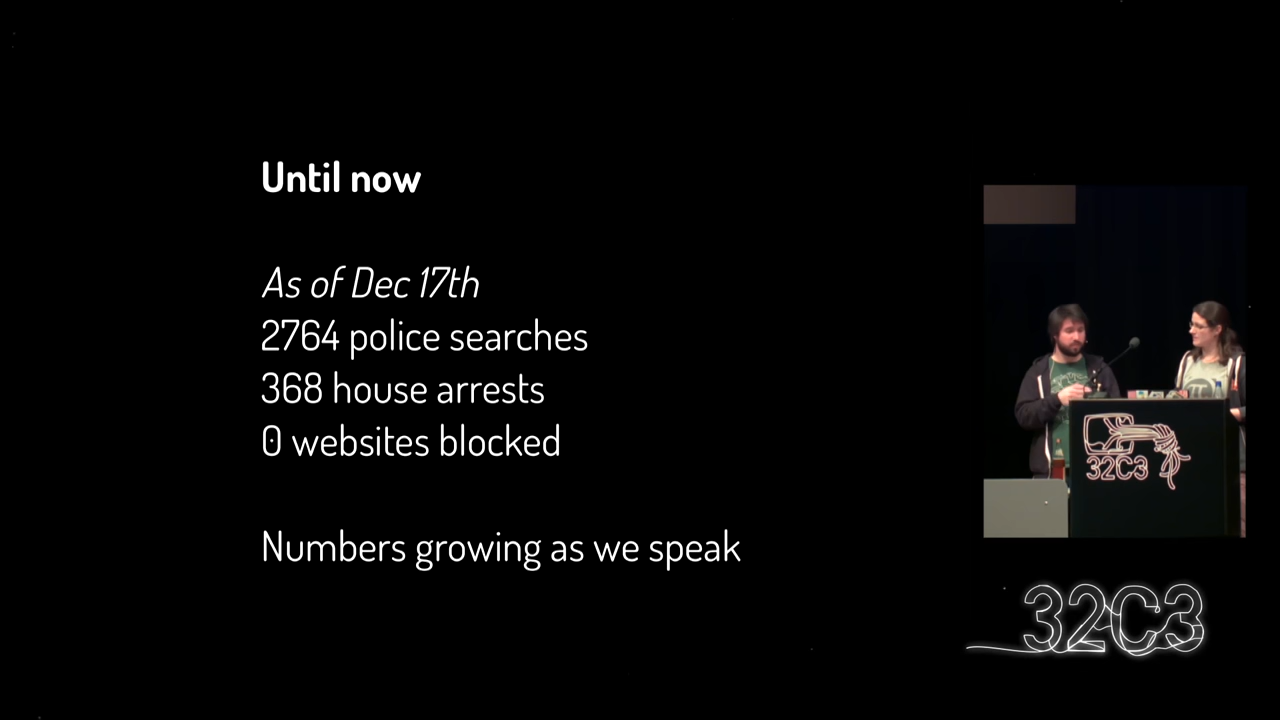 Until now
As of Dec 17th
2764 police searches
368 house arrests
0 websites blocked
Numbers growing as we speak
32C3
32C3